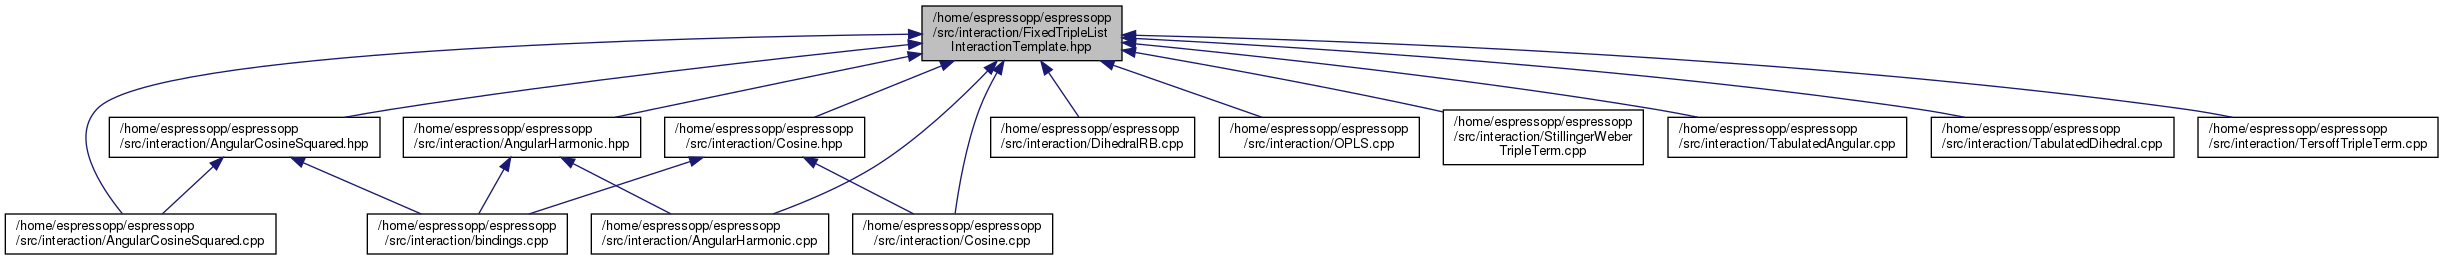 /home/espressopp/espressopp
/src/interaction/FixedTripleList
InteractionTemplate.hpp
/home/espressopp/espressopp
/src/interaction/AngularCosineSquared.hpp
/home/espressopp/espressopp
/src/interaction/AngularHarmonic.hpp
/home/espressopp/espressopp
/src/interaction/Cosine.hpp
/home/espressopp/espressopp
/src/interaction/DihedralRB.cpp
/home/espressopp/espressopp
/src/interaction/OPLS.cpp
/home/espressopp/espressopp
/src/interaction/StillingerWeber
TripleTerm.cpp
/home/espressopp/espressopp
/src/interaction/TabulatedAngular.cpp
/home/espressopp/espressopp
/src/interaction/TabulatedDihedral.cpp
/home/espressopp/espressopp
/src/interaction/TersoffTripleTerm.cpp
/home/espressopp/espressopp
/src/interaction/AngularCosineSquared.cpp
/home/espressopp/espressopp
/src/interaction/bindings.cpp
/home/espressopp/espressopp
/src/interaction/AngularHarmonic.cpp
/home/espressopp/espressopp
/src/interaction/Cosine.cpp